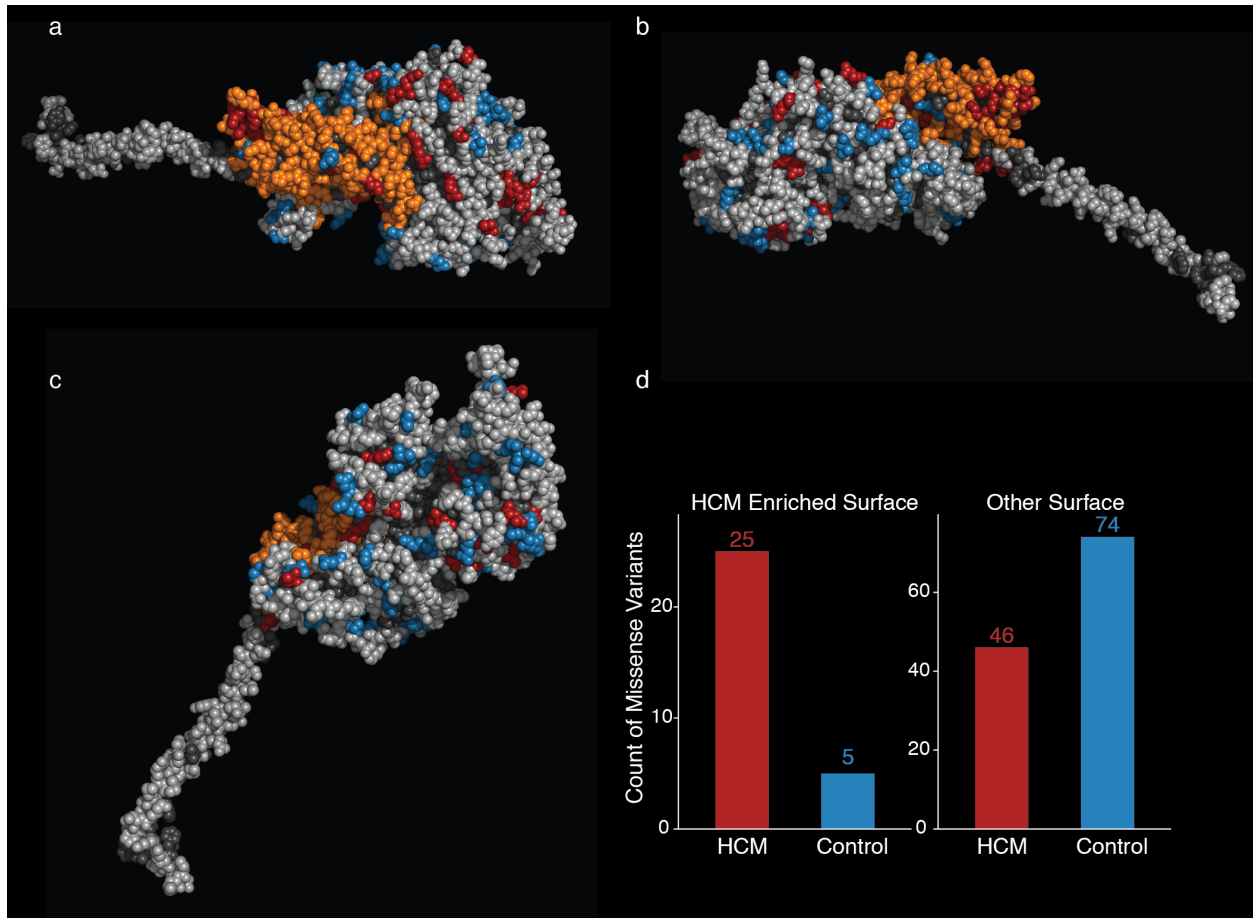 a
b
c
d
HCM Enriched Surface
Other Surface
Count of Missense Variants
25
5
20
10
0
HCM
Control
74
46
60
40
20
0
HCM
Control